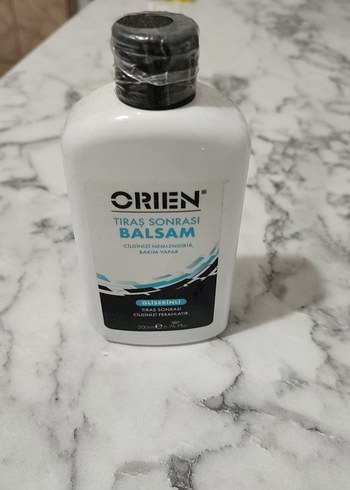 ORIEN®
TIRAŞ SONRASI
BALSAM
CİLDİNİZİ NEMLENDİRİR,
BAKIM YAPAR
GLİSERİNLİ
TIRAŞ SONRASI
CİLDİNİZİ FERAHLATIR
200ml e